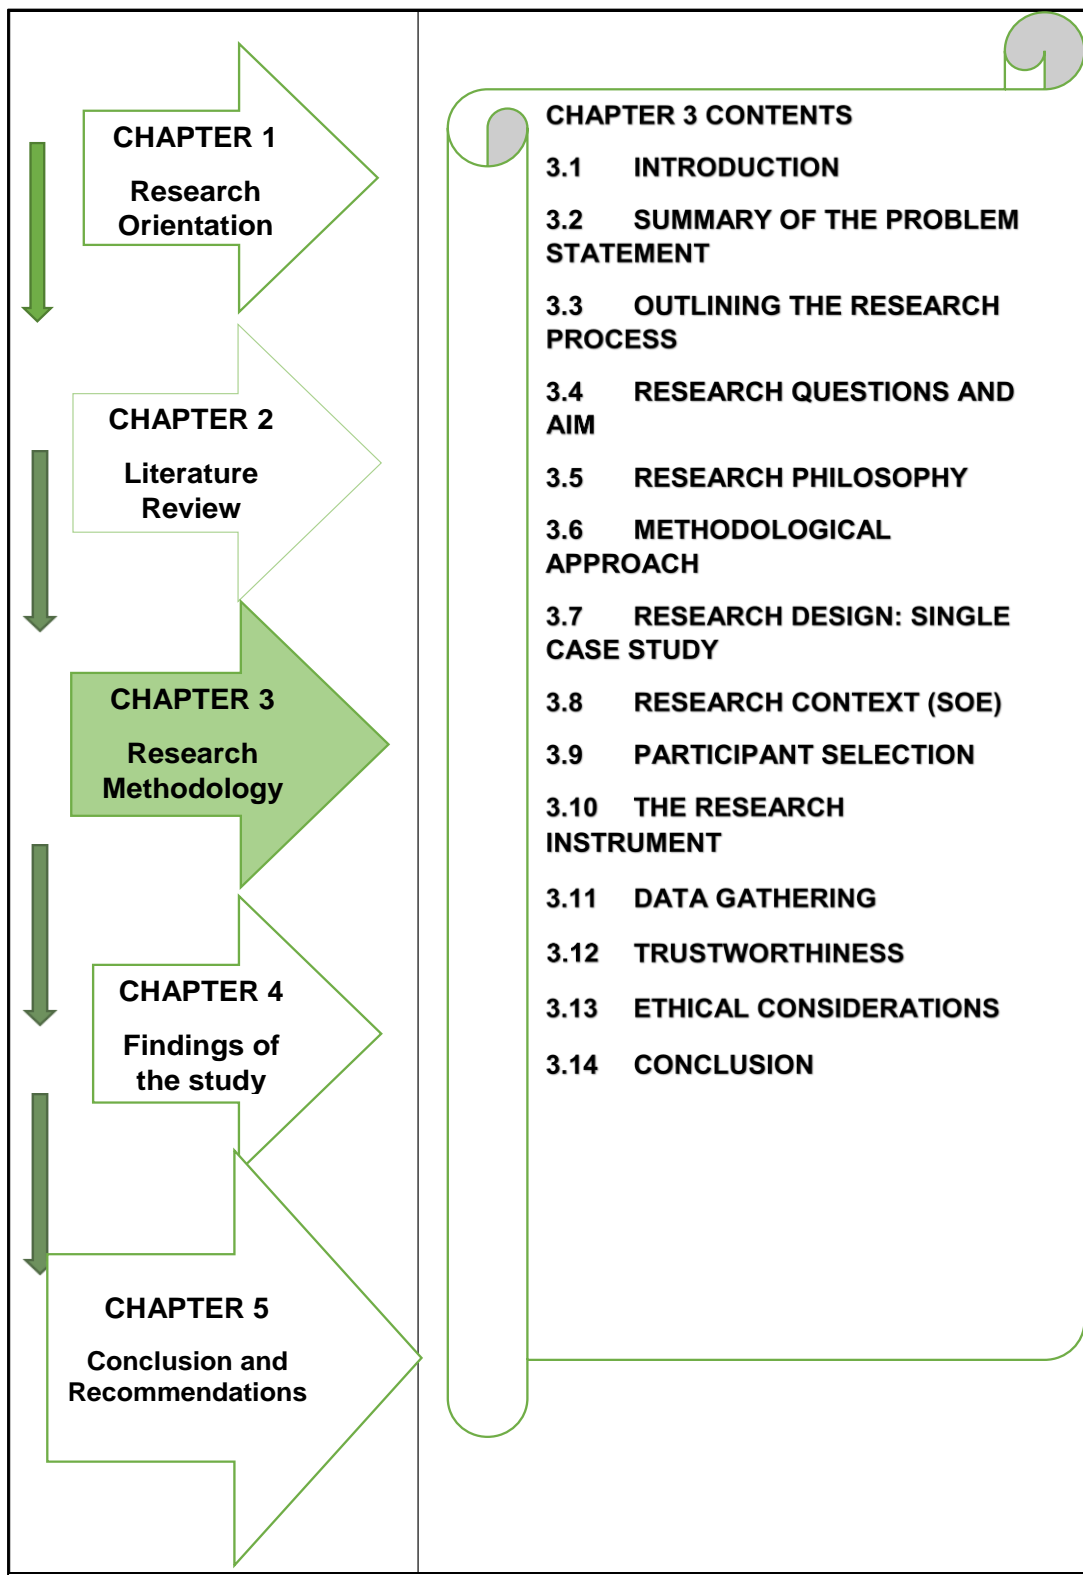 CHAPTER 1
Research
Orientation
CHAPTER 2
Literature
Review
CHAPTER 3
Research
Methodology
CHAPTER 4
Findings of
the study
CHAPTER 5
Conclusion and
Recommendations
CHAPTER 3 CONTENTS
3.1 INTRODUCTION
3.2 SUMMARY OF THE PROBLEM
STATEMENT
3.3 OUTLINING THE RESEARCH
PROCESS
3.4 RESEARCH QUESTIONS AND
AIM
3.5 RESEARCH PHILOSOPHY
3.6 METHODOLOGICAL
APPROACH
3.7 RESEARCH DESIGN: SINGLE
CASE STUDY
3.8 RESEARCH CONTEXT (SOE)
3.9 PARTICIPANT SELECTION
3.10 THE RESEARCH
INSTRUMENT
3.11 DATA GATHERING
3.12 TRUSTWORTHINESS
3.13 ETHICAL CONSIDERATIONS
3.14 CONCLUSION